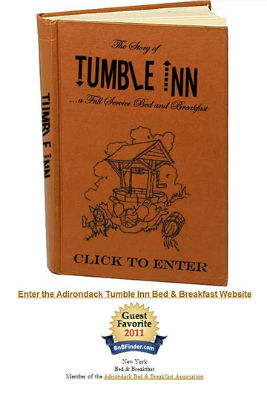 The Story of
TUMBLE INN
...a Full Service Bed and Breakfast
TUMBLE INN
CLICK TO ENTER
Enter the Adirondack Tumble Inn Bed & Breakfast Website
Guest
Favorite
2011
BnBFinder.com
New York
Bed & Breakfast
Member of the Adirondack Bed & Breakfast Association